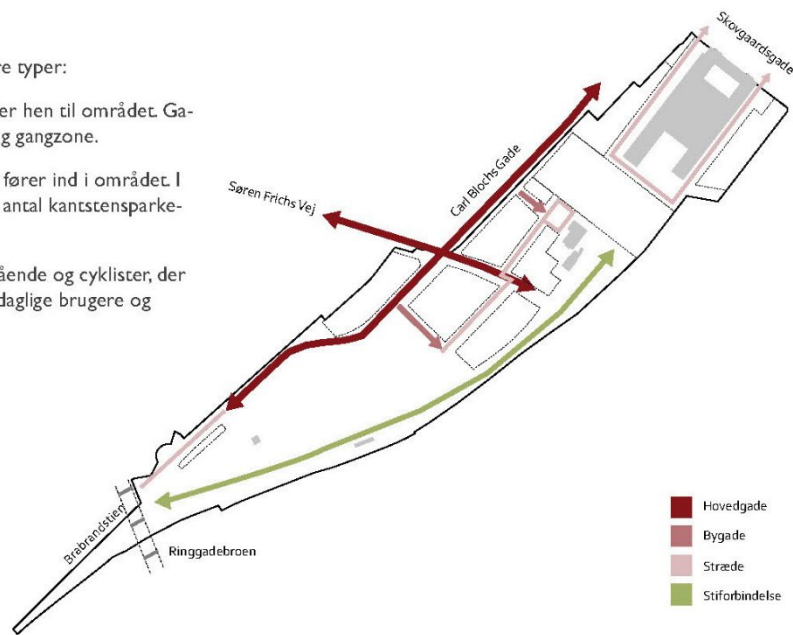 re typer:
er hen til området. Ga-
g gangzone.
fører ind i området. I
antal kantstensparke-
ående og cyklister, der
daglige brugere og
Skovgaardsgade
Carl Blochs Gade
Søren Frichs Vej
Brabrandstien
Ringgadebroen
Hovedgade
Bygade
Stræde
Stiforbindelse